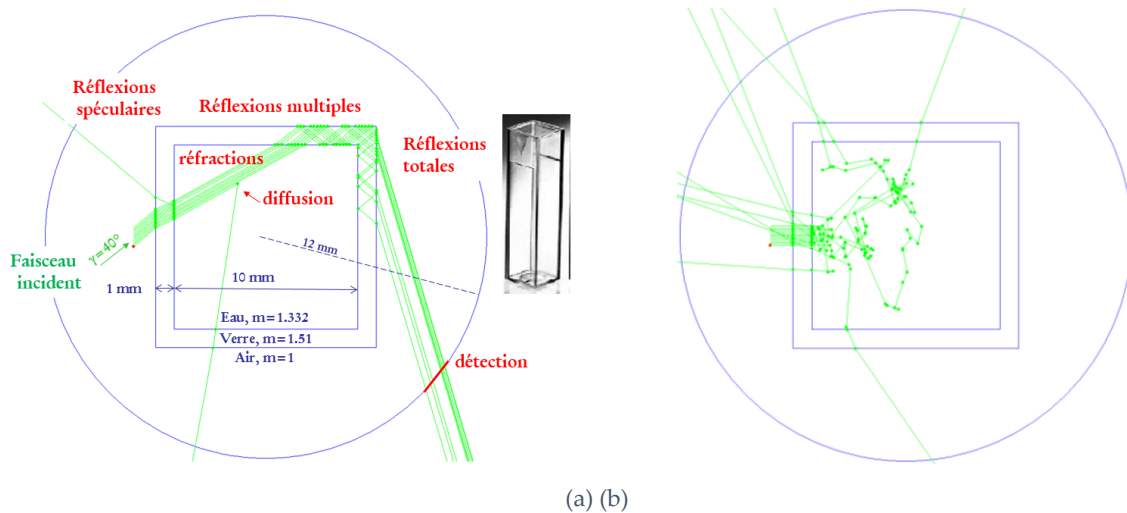 Réflexions
spéculaires
Réflexions multiples
réfractions
Réflexions
totales
diffusion
γ=40°
Faisceau
incident
12 mm
1 mm
10 mm
Eau, m=1.332
Verre, m=1.51
Air, m=1
détection
(a) (b)